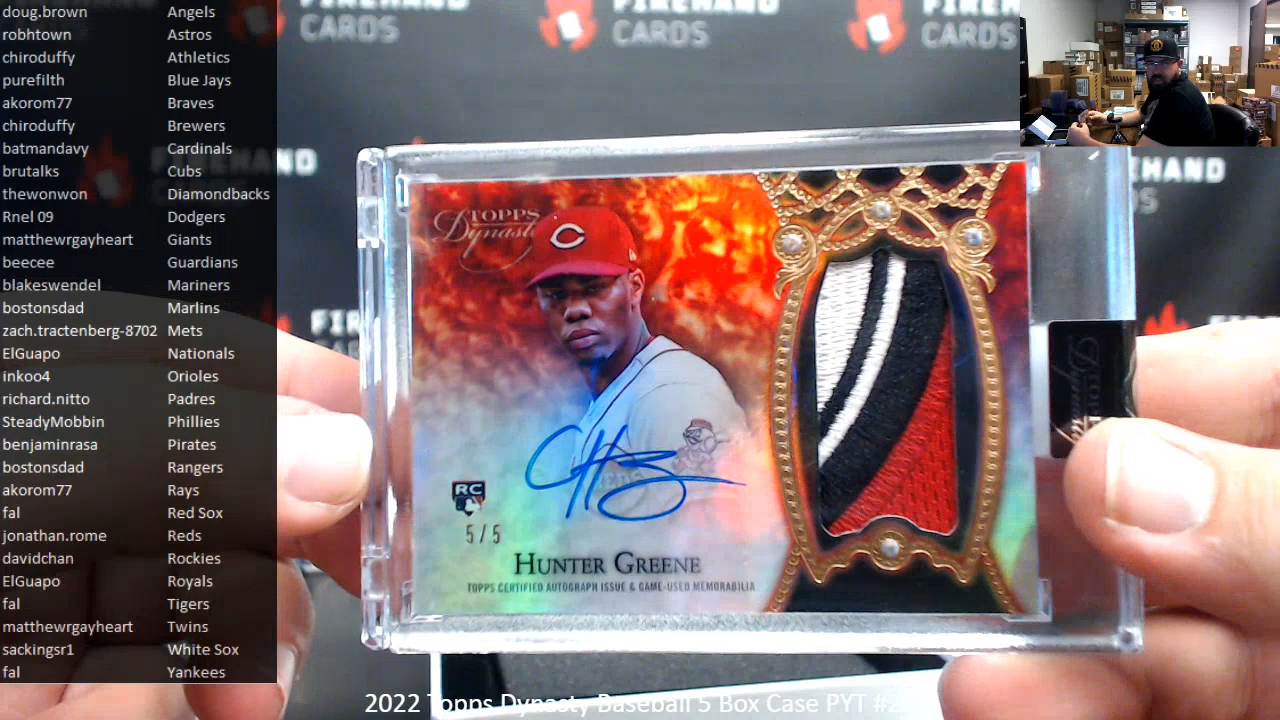 doug.brown Angels
robhtown Astros
chiroduffy Athletics
purefilth Blue Jays
akorom77 Braves
chiroduffy Brewers
batmandavy Cardinals
brutalks Cubs
thewonwon Diamondbacks
Rnel 09 Dodgers
matthewrgayheart Giants
beecee Guardians
blakeswendel Mariners
bostonsdad Marlins
zach.tractenberg-8702 Mets
ElGuapo Nationals
inkoo4 Orioles
richard.nitto Padres
SteadyMobbin Phillies
benjaminrasa Pirates
bostonsdad Rangers
akorom77 Rays
fal Red Sox
jonathan.rome Reds
davidchan Rockies
ElGuapo Royals
fal Tigers
matthewrgayheart Twins
sackingsr1 White Sox
fal Yankees
FIREHAND
CARDS
FIREHAND
CARDS
CARDS
TOPPS
Dynasty
C
RC
5/5
HUNTER GREENE
TOPPS CERTIFIED AUTOGRAPH ISSUE & GAME-USED MEMORABILIA
2022 Topps Dynasty Baseball 5 Box Case PYT